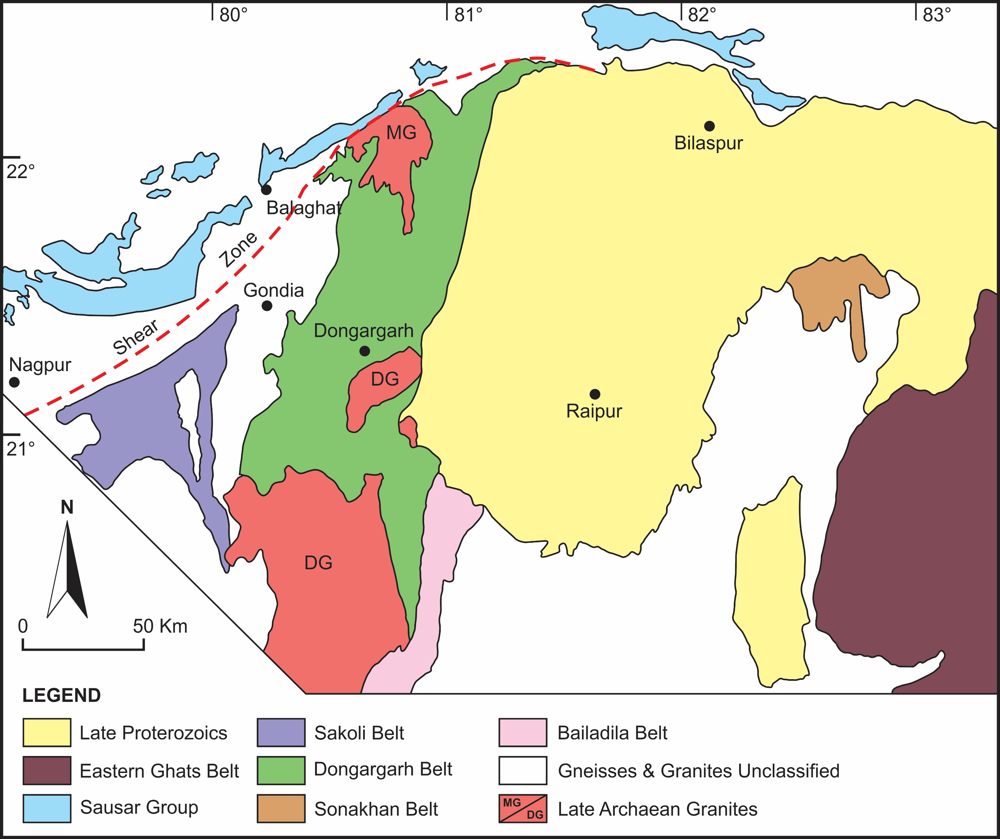 80°
81°
82°
83°
MG
Bilaspur
22°
Balaghat
Zone
Gondia
Dongargarh
Shear
Nagpur
DG
Raipur
21°
N
DG
0
50 Km
LEGEND
Late Proterozoics
Sakoli Belt
Bailadila Belt
Eastern Ghats Belt
Dongargarh Belt
Gneisses & Granites Unclassified
Sausar Group
Sonakhan Belt
MG
DG
Late Archaean Granites